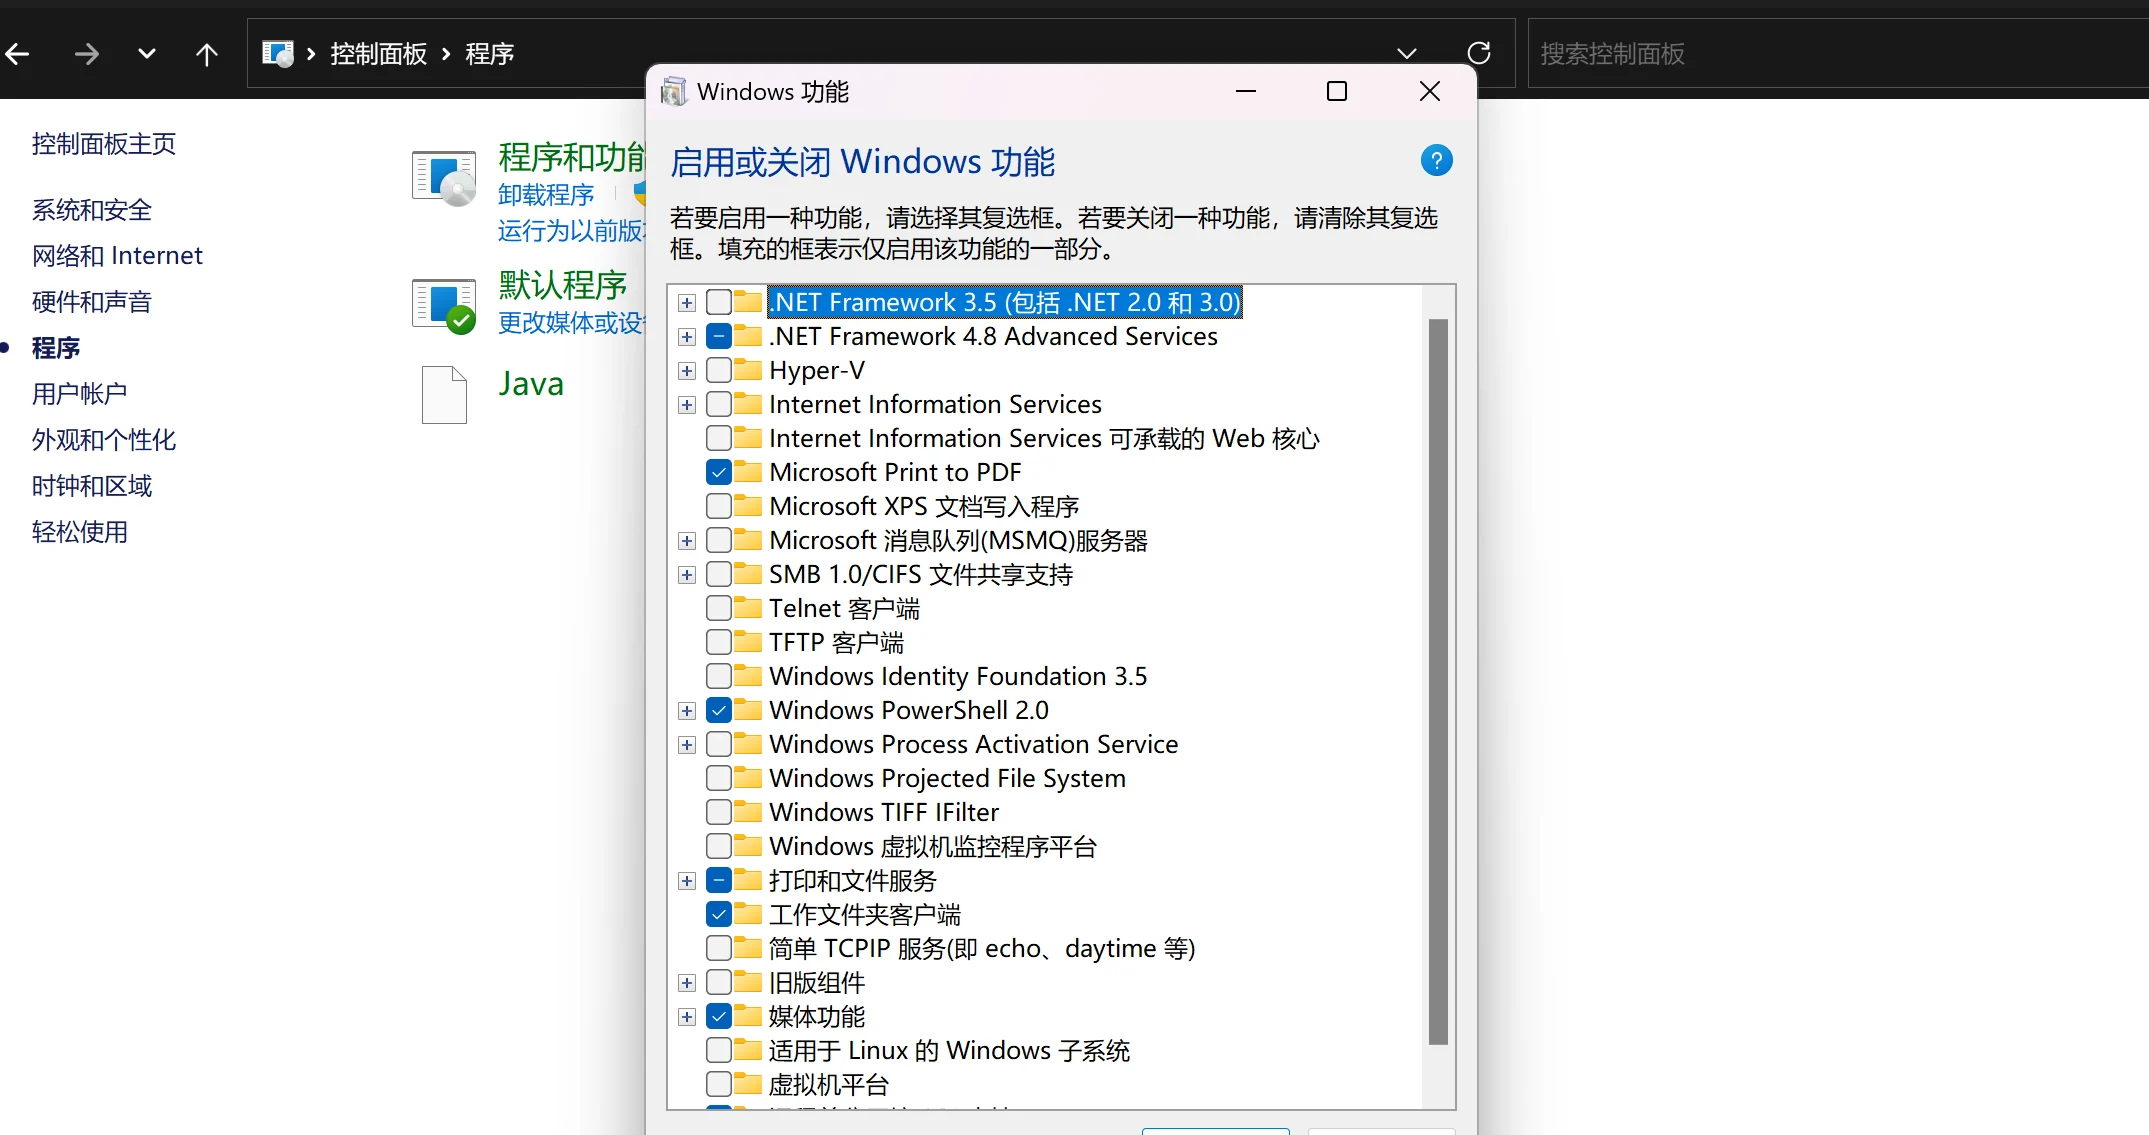 控制面板 › 程序
搜索控制面板
控制面板主页
系统和安全
网络和 Internet
硬件和声音
程序
用户帐户
外观和个性化
时钟和区域
轻松使用
程序和功能
卸载程序
运行为以前版
默认程序
更改媒体或设
Java
Windows 功能
启用或关闭 Windows 功能
若要启用一种功能，请选择其复选框。若要关闭一种功能，请清除其复选
框。填充的框表示仅启用该功能的一部分。
.NET Framework 3.5 (包括 .NET 2.0 和 3.0)
.NET Framework 4.8 Advanced Services
Hyper-V
Internet Information Services
Internet Information Services 可承载的 Web 核心
Microsoft Print to PDF
Microsoft XPS 文档写入程序
Microsoft 消息队列(MSMQ)服务器
SMB 1.0/CIFS 文件共享支持
Telnet 客户端
TFTP 客户端
Windows Identity Foundation 3.5
Windows PowerShell 2.0
Windows Process Activation Service
Windows Projected File System
Windows TIFF IFilter
Windows 虚拟机监控程序平台
打印和文件服务
工作文件夹客户端
简单 TCPIP 服务(即 echo、daytime 等)
旧版组件
媒体功能
适用于 Linux 的 Windows 子系统
虚拟机平台